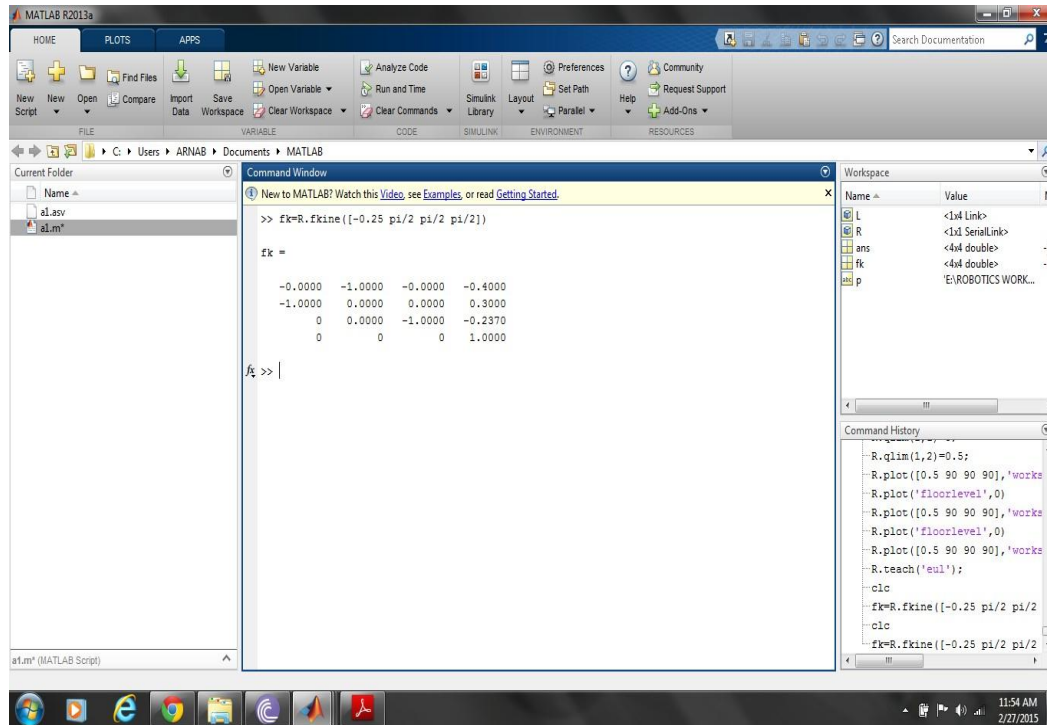 MATLAB R2013a
HOME PLOTS APPS
Search Documentation
New Script
New
Open
Find Files
Compare
Import Data
Save Workspace
New Variable
Open Variable
Clear Workspace
Analyze Code
Run and Time
Clear Commands
Simulink Library
Layout
Preferences
Set Path
Parallel
Help
Community
Request Support
Add-Ons
FILE VARIABLE CODE SIMULINK ENVIRONMENT RESOURCES
C: Users ARNAB Documents MATLAB
Current Folder
Name
a1.asv
a1.m*
a1.m* (MATLAB Script)
Command Window
New to MATLAB? Watch this Video, see Examples, or read Getting Started.
>> fk=R.fkine([-0.25 pi/2 pi/2 pi/2])
fk =
-0.0000 -1.0000 -0.0000 -0.4000
-1.0000 0.0000 0.0000 0.3000
0 0.0000 -1.0000 -0.2370
0 0 0 1.0000
fx >>
Workspace
Name Value
L <1x4 Link>
R <1x1 SerialLink>
ans <4x4 double>
fk <4x4 double>
abc p 'E:\ROBOTICS WORK...
Command History
R.qlim(1,2)=0.5;
R.plot([0.5 90 90 90],'works
R.plot('floorlevel',0)
R.plot([0.5 90 90 90],'works
R.plot('floorlevel',0)
R.plot([0.5 90 90 90],'works
R.teach('eul');
clc
fk=R.fkine([-0.25 pi/2 pi/2
clc
fk=R.fkine([-0.25 pi/2 pi/2
11:54 AM
2/27/2015